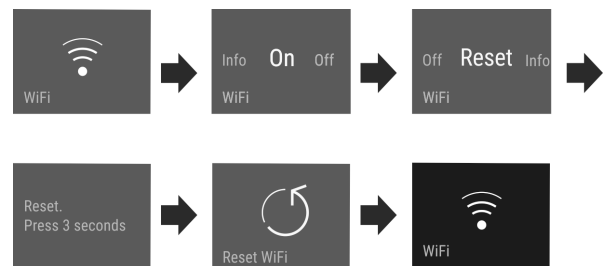 WiFi
Info On Off
WiFi
Off Reset Info
WiFi
Reset.
Press 3 seconds
Reset WiFi
WiFi